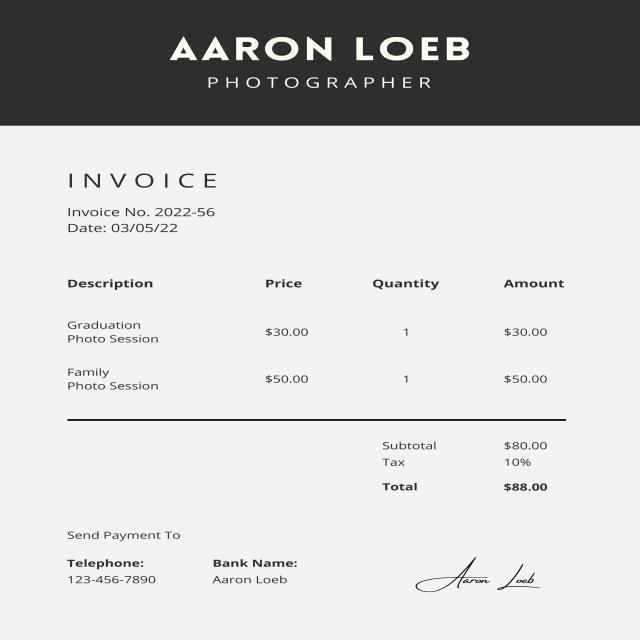 AARON LOEB
PHOTOGRAPHER
INVOICE
Invoice No. 2022-56
Date: 03/05/22
Description Price Quantity Amount
Graduation
Photo Session $30.00 1 $30.00
Family
Photo Session $50.00 1 $50.00
Subtotal $80.00
Tax 10%
Total $88.00
Send Payment To
Telephone: Bank Name:
123-456-7890 Aaron Loeb
Aaron Loeb